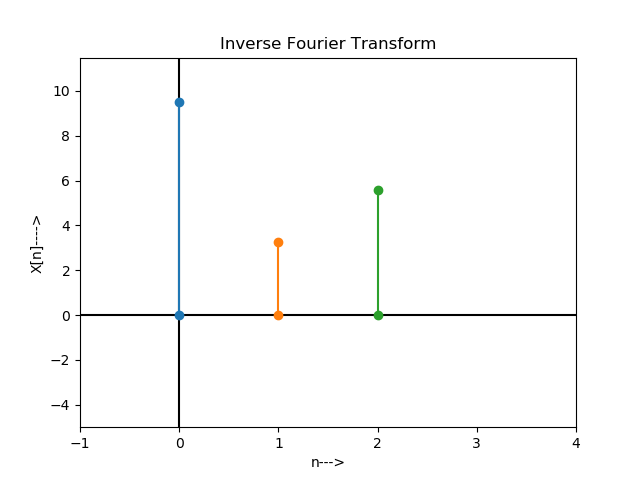 Inverse Fourier Transform
10
8
6
4
2
0
−2
−4
X[n]---->
−1 0 1 2 3 4
n--->